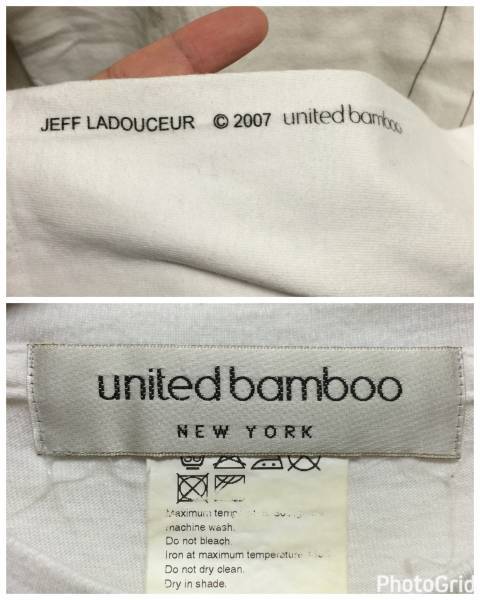 JEFF LADOUCEUR © 2007 united bamboo
united bamboo
NEW YORK
Maximum temp
machine wash.
Do not bleach.
Iron at maximum temperature
Do not dry clean.
Dry in shade.
PhotoGrid